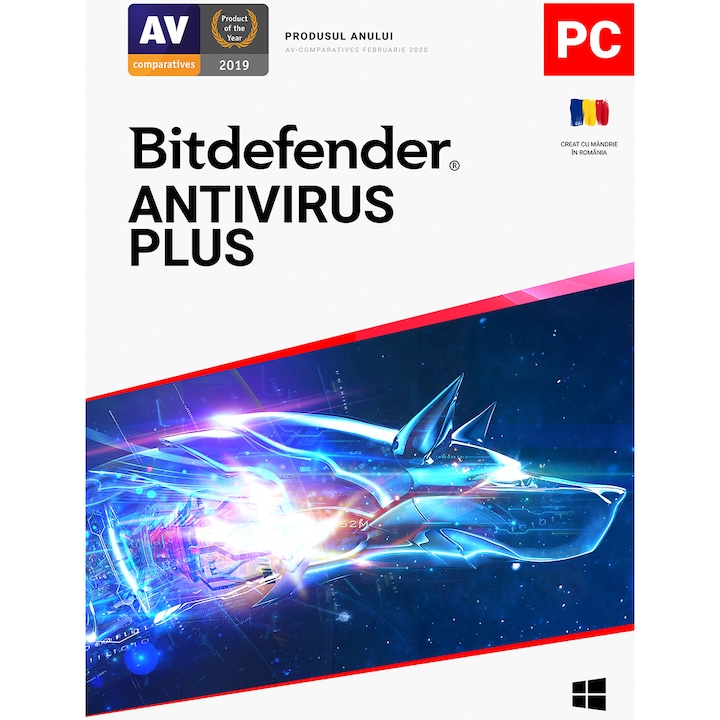 AV
comparatives
Product
of the
Year
2019
PRODUSUL ANULUI
AV-COMPARATIVES FEBRUARIE 2020
PC
CREAT CU MÂNDRIE
ÎN ROMÂNIA
Bitdefender®
ANTIVIRUS
PLUS
S2M